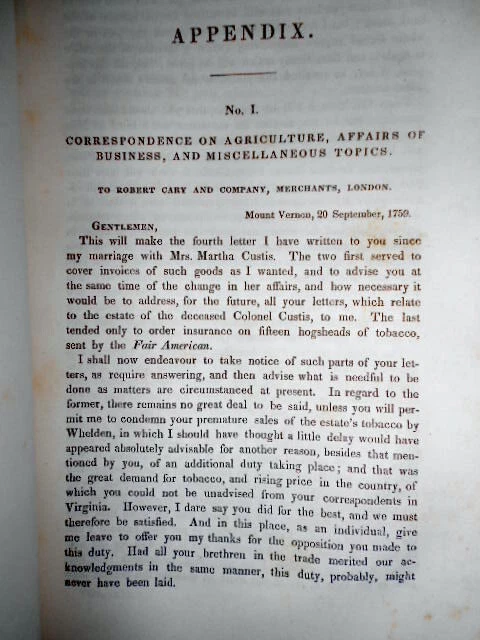 APPENDIX.
No. I.
CORRESPONDENCE ON AGRICULTURE, AFFAIRS OF
BUSINESS, AND MISCELLANEOUS TOPICS.
TO ROBERT CARY AND COMPANY, MERCHANTS, LONDON.
Mount Vernon, 20 September, 1759.
GENTLEMEN,
This will make the fourth letter I have written to you since
my marriage with Mrs. Martha Custis. The two first served to
cover invoices of such goods as I wanted, and to advise you at
the same time of the change in her affairs, and how necessary it
would be to address, for the future, all your letters, which relate
to the estate of the deceased Colonel Custis, to me. The last
tended only to order insurance on fifteen hogsheads of tobacco,
sent by the Fair American.
I shall now endeavour to take notice of such parts of your let-
ters, as require answering, and then advise what is needful to be
done as matters are circumstanced at present. In regard to the
former, there remains no great deal to be said, unless you will per-
mit me to condemn your premature sales of the estate's tobacco by
Whelden, in which I should have thought a little delay would have
appeared absolutely advisable for another reason, besides that men-
tioned by you, of an additional duty taking place; and that was
the great demand for tobacco, and rising price in the country, of
which you could not be unadvised from your correspondents in
Virginia. However, I dare say you did for the best, and we must
therefore be satisfied. And in this place, as an individual, give
me leave to offer you my thanks for the opposition you made to
this duty. Had all your brethren in the trade merited our ac-
knowledgments in the same manner, this duty, probably, might
never have been laid.